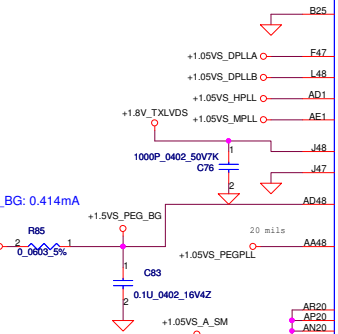 B25
+1.05VS_DPLLA
F47
+1.05VS_DPLLB
L48
+1.05VS_HPLL
AD1
+1.8V_TXLVDS
+1.05VS_MPLL
AE1
1
J48
1000P_0402_50V7K
C76
J47
2
_BG: 0.414mA
AD48
+1.5VS_PEG_BG
R85
20 mils
2
1
AA48
0_0603_5%
+1.05VS_PEGPLL
1
C83
0.1U_0402_16V4Z
2
AR20
+1.05VS_A_SM
AP20
AN20